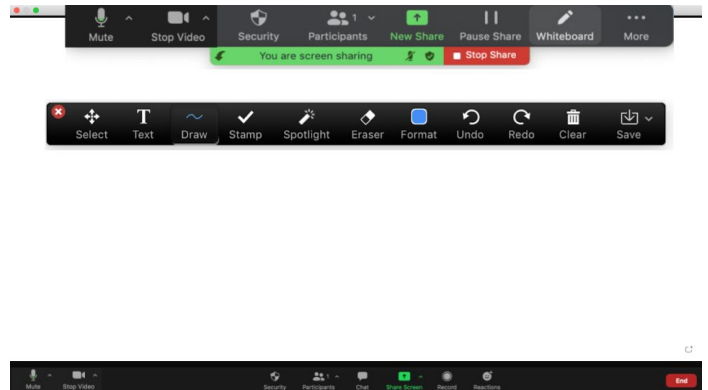 Mute Stop Video Security Participants 1 New Share Pause Share Whiteboard More
You are screen sharing Stop Share
Select Text Draw Stamp Spotlight Eraser Format Undo Redo Clear Save
Mute Stop Video Security Participants 1 Chat Share Screen Record Reactions End